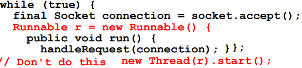 while (true) {
final Socket connection = socket.accept();
Runnable r = new Runnable() {
public void run() {
handleRequest(connection); }};
// Don't do this new Thread(r).start();